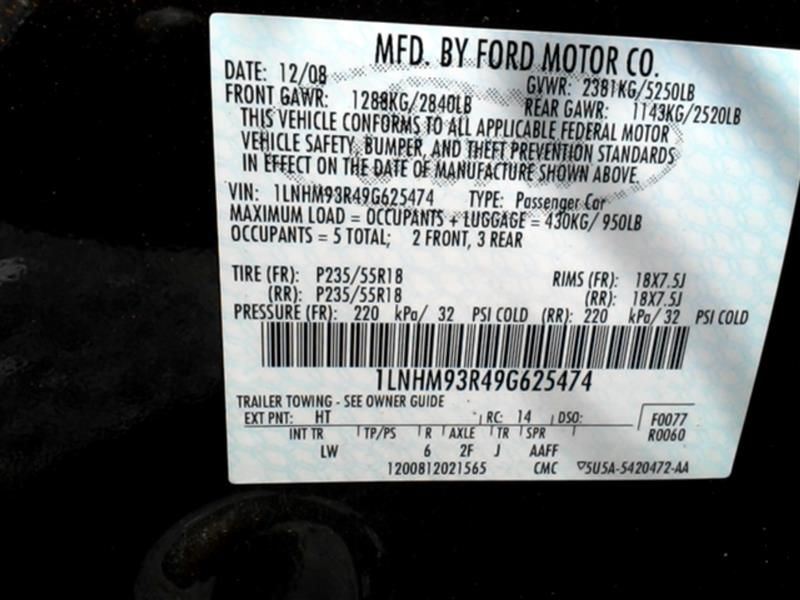 MFD. BY FORD MOTOR CO.
DATE: 12/08 GVWR: 2381KG/5250LB
FRONT GAWR: 1288KG/2840LB REAR GAWR: 1143KG/2520LB
THIS VEHICLE CONFORMS TO ALL APPLICABLE FEDERAL MOTOR
VEHICLE SAFETY, BUMPER, AND THEFT PREVENTION STANDARDS
IN EFFECT ON THE DATE OF MANUFACTURE SHOWN ABOVE.
VIN: 1LNHM93R49G625474 TYPE: Passenger Car
MAXIMUM LOAD = OCCUPANTS + LUGGAGE = 430KG/ 950LB
OCCUPANTS = 5 TOTAL; 2 FRONT, 3 REAR
TIRE (FR): P235/55R18 RIMS (FR): 18X7.5J
(RR): P235/55R18 (RR): 18X7.5J
PRESSURE (FR): 220 kPa/ 32 PSI COLD (RR): 220 kPa/ 32 PSI COLD
1LNHM93R49G625474
TRAILER TOWING - SEE OWNER GUIDE
EXT PNT: HT RC: 14 DSO: F0077
INT TR TP/PS R AXLE TR SPR R0060
LW 6 2F J AAFF
1200812021565 CMC ▽5U5A-5420472-AA